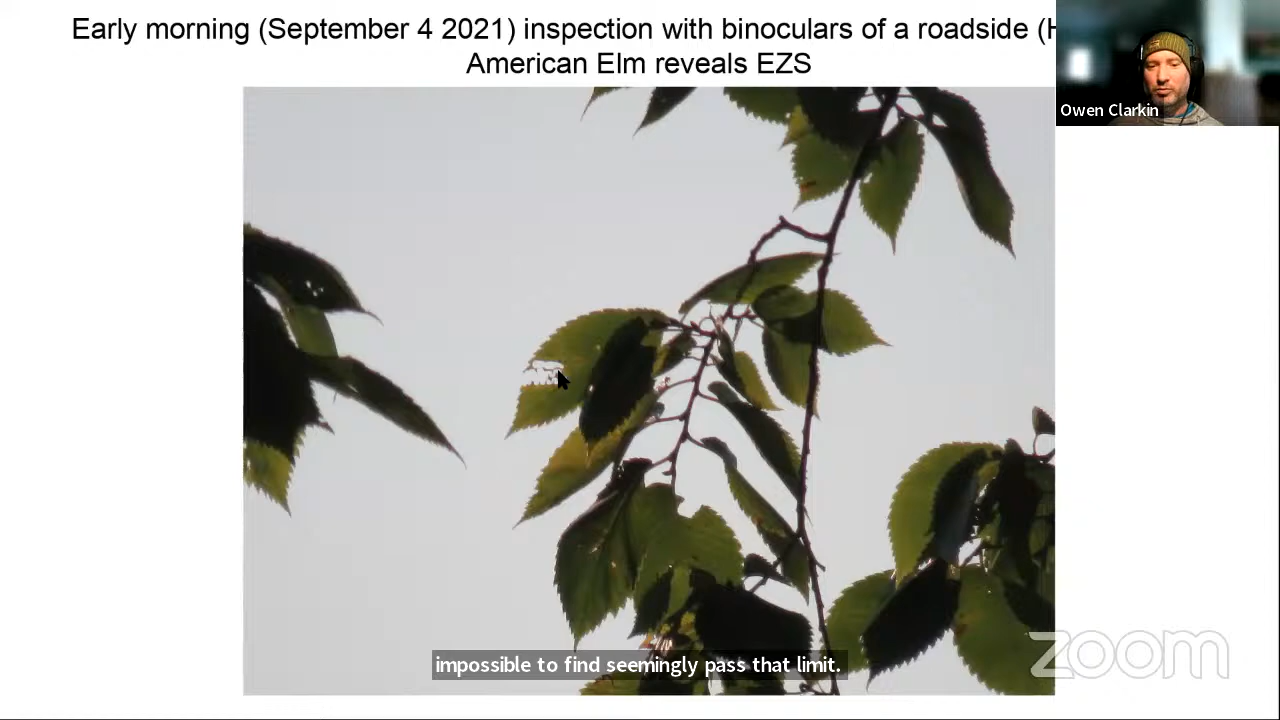 Early morning (September 4 2021) inspection with binoculars of a roadside (
American Elm reveals EZS
Owen Clarkin
impossible to find seemingly pass that limit.
zoom